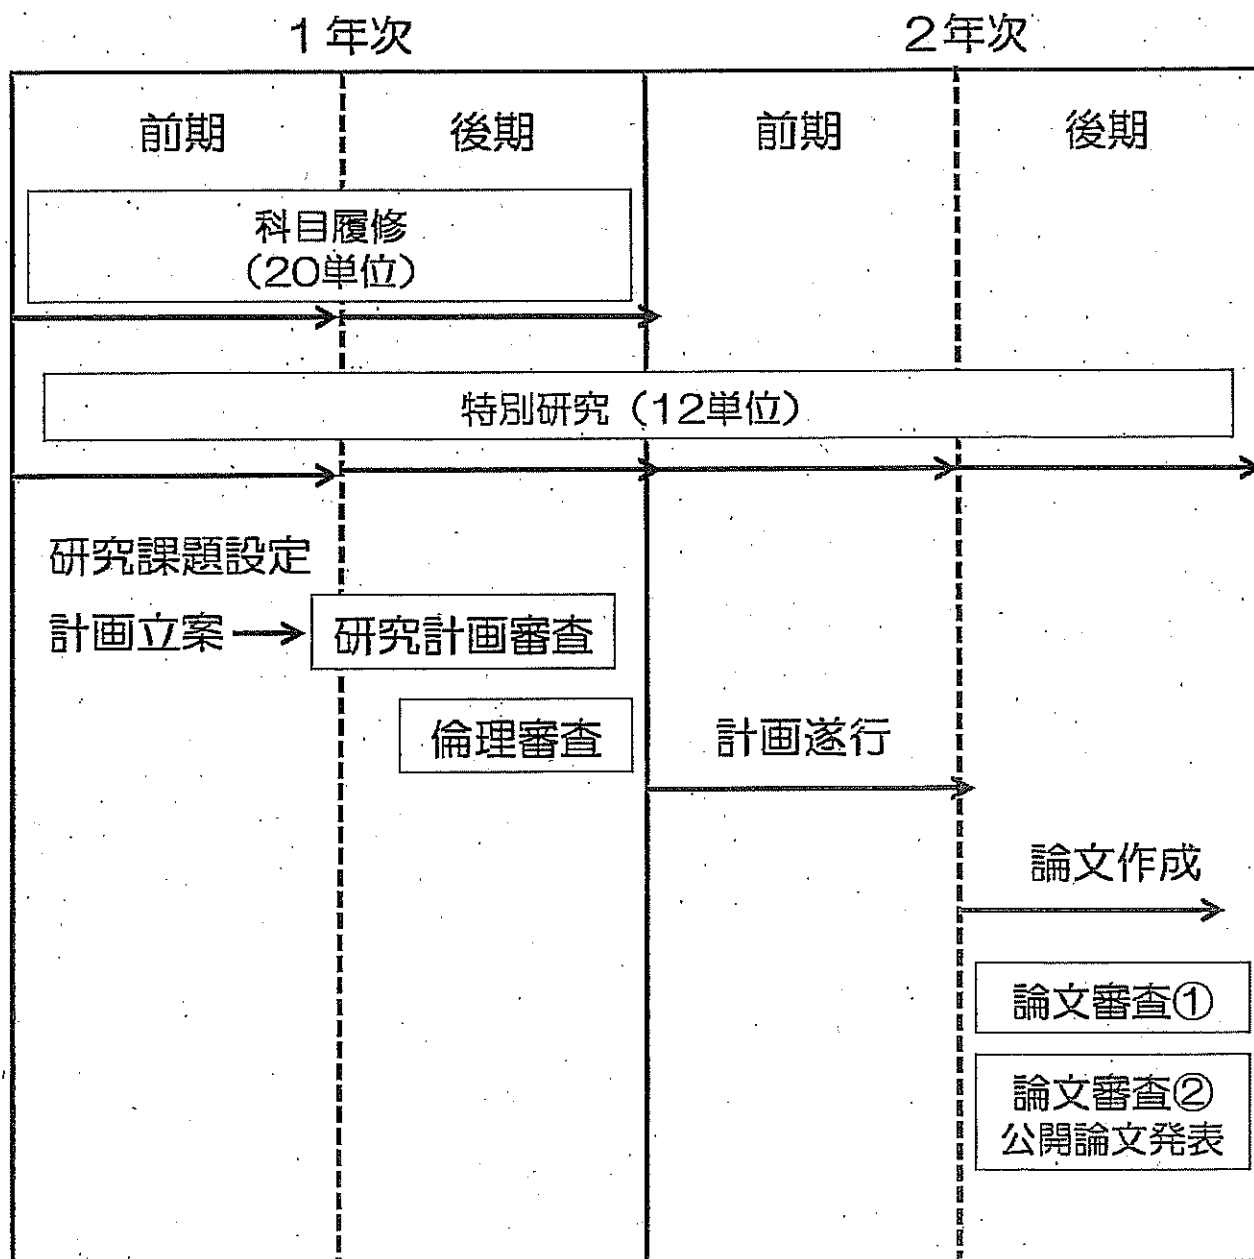 1年次
2年次
前期
後期
前期
後期
科目履修
（20単位）
特別研究（12単位）
研究課題設定
計画立案
研究計画審査
倫理審査
計画遂行
論文作成
論文審査①
論文審査②
公開論文発表